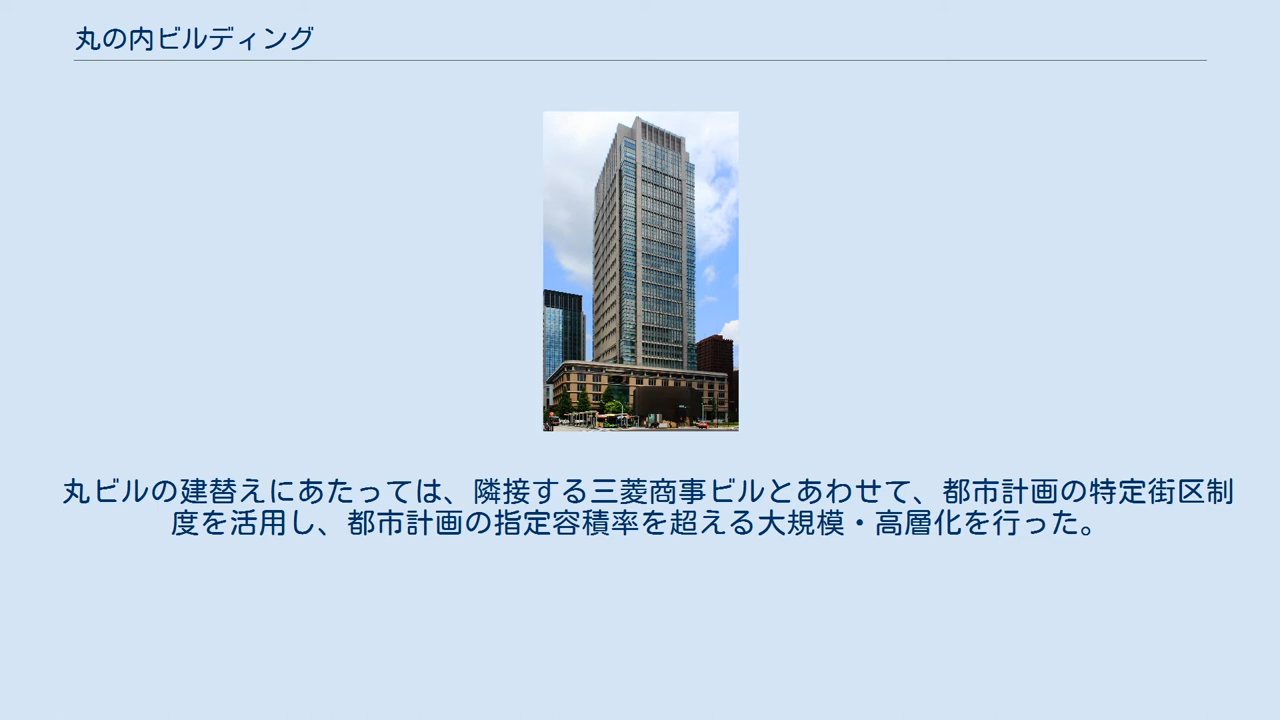 丸の内ビルディング
丸ビルの建替えにあたっては、隣接する三菱商事ビルとあわせて、都市計画の特定街区制
度を活用し、都市計画の指定容積率を超える大規模・高層化を行った。